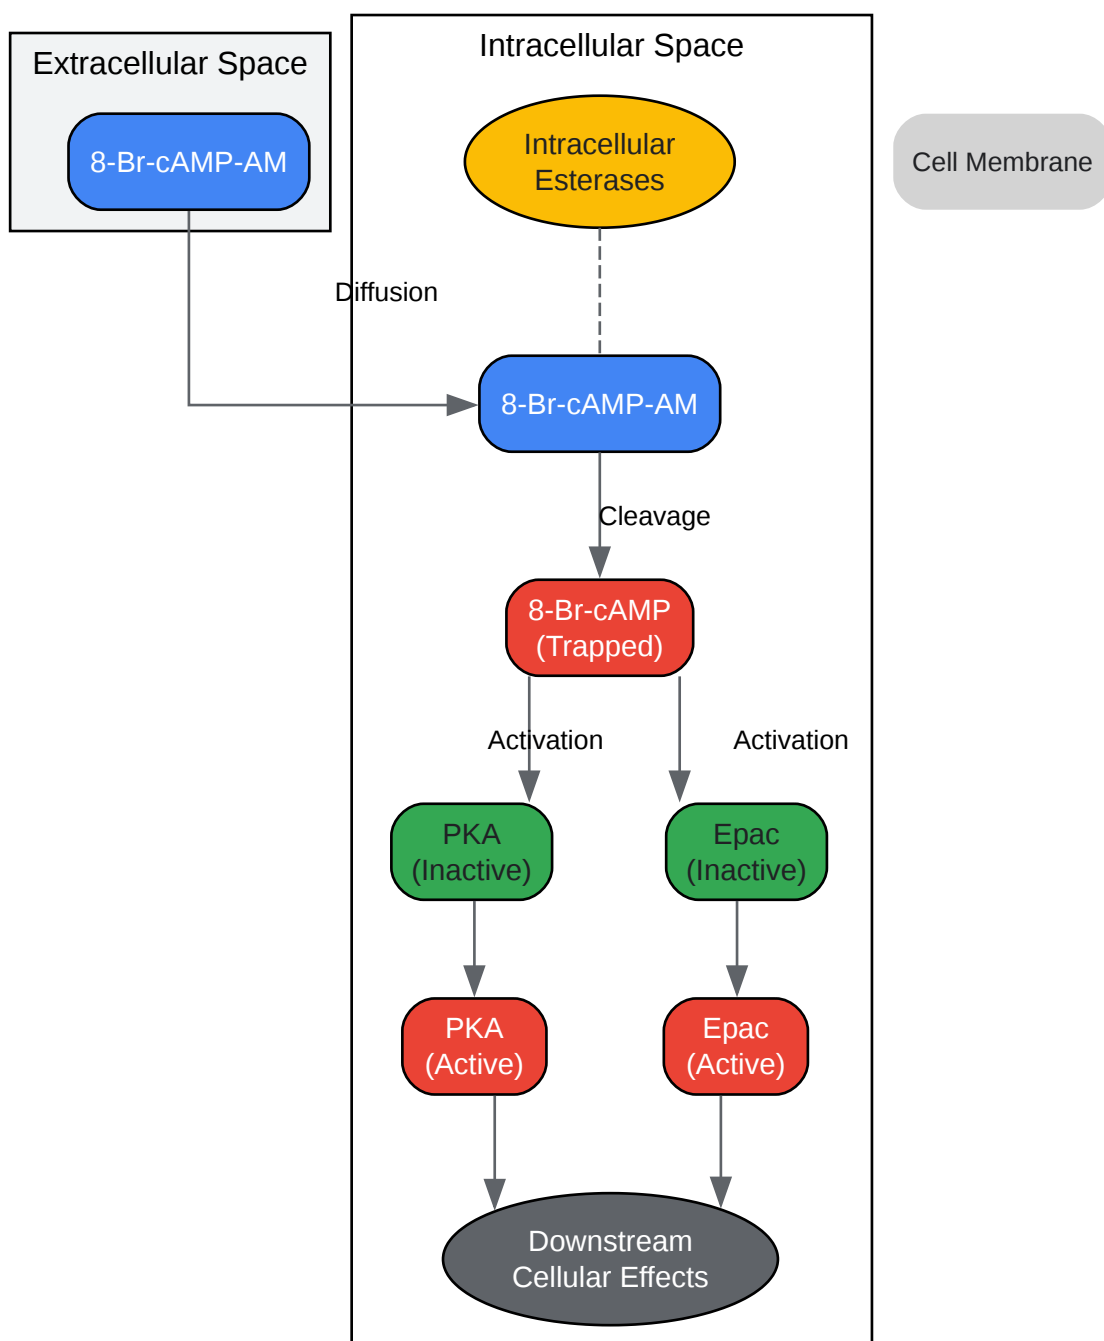 Extracellular Space
8-Br-cAMP-AM
Intracellular Space
Intracellular
Esterases
Cell Membrane
Diffusion
8-Br-cAMP-AM
Cleavage
8-Br-cAMP
(Trapped)
Activation
Activation
PKA
(Inactive)
Epac
(Inactive)
PKA
(Active)
Epac
(Active)
Downstream
Cellular Effects